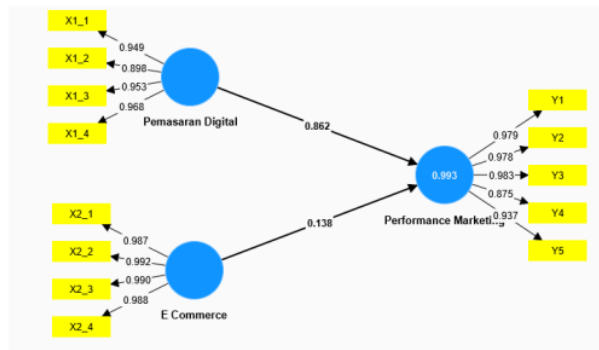 X1_1
0.949
X1_2
0.898
X1_3
0.953
X1_4
0.968
Pemasaran Digital
0.862
Y1
0.979
Y2
0.978
0.993
0.983
Y3
0.875
Y4
Performance Marketing
0.937
Y5
X2_1
0.987
X2_2
0.992
X2_3
0.990
X2_4
0.988
E Commerce
0.138